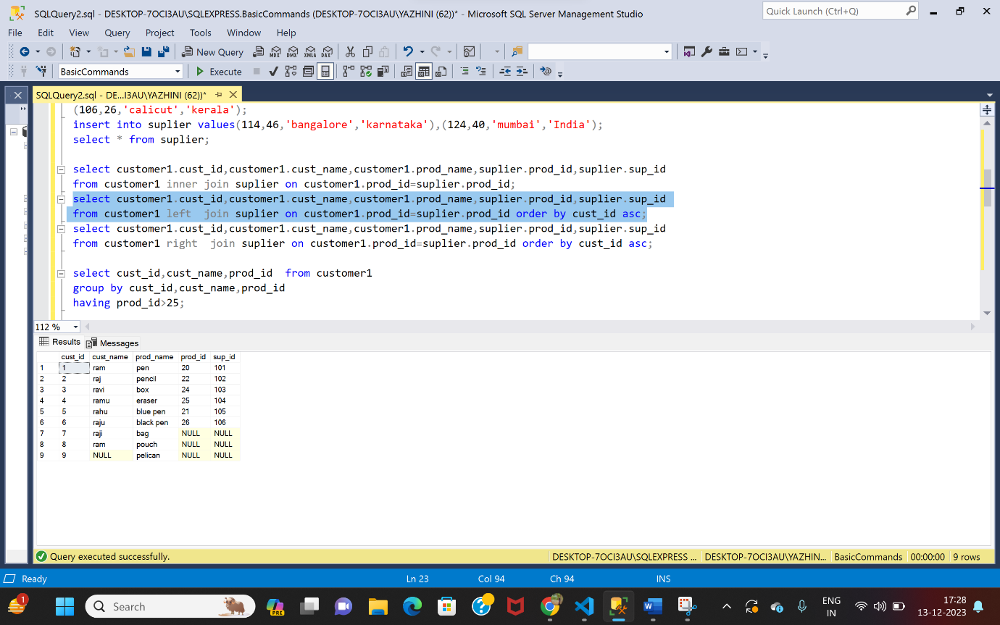 SQLQuery2.sql - DESKTOP-7OCI3AU\SQLEXPRESS.BasicCommands (DESKTOP-7OCI3AU\YAZHINI (62))* - Microsoft SQL Server Management Studio
Quick Launch (Ctrl+Q)
File Edit View Query Project Tools Window Help
New Query MDX DMX XMLA DAX
BasicCommands Execute
SQLQuery2.sql - DE...I3AU\YAZHINI (62))*
(106,26,'calicut','kerala');
insert into suplier values(114,46,'bangalore','karnataka'),(124,40,'mumbai','India');
select * from suplier;
select customer1.cust_id,customer1.cust_name,customer1.prod_name,suplier.prod_id,suplier.sup_id
from customer1 inner join suplier on customer1.prod_id=suplier.prod_id;
select customer1.cust_id,customer1.cust_name,customer1.prod_name,suplier.prod_id,suplier.sup_id
from customer1 left  join suplier on customer1.prod_id=suplier.prod_id order by cust_id asc;
select customer1.cust_id,customer1.cust_name,customer1.prod_name,suplier.prod_id,suplier.sup_id
from customer1 right  join suplier on customer1.prod_id=suplier.prod_id order by cust_id asc;
select cust_id,cust_name,prod_id  from customer1
group by cust_id,cust_name,prod_id
having prod_id>25;
112 %
Results Messages
cust_id cust_name prod_name prod_id sup_id
1 1 ram pen 20 101
2 2 raj pencil 22 102
3 3 ravi box 24 103
4 4 ramu eraser 25 104
5 5 rahu blue pen 21 105
6 6 raju black pen 26 106
7 7 raji bag NULL NULL
8 8 ram pouch NULL NULL
9 9 NULL pelican NULL NULL
Query executed successfully. DESKTOP-7OCI3AU\SQLEXPRESS ... DESKTOP-7OCI3AU\YAZHIN... BasicCommands 00:00:00 9 rows
Ready Ln 23 Col 94 Ch 94 INS
1 Search PRE ENG IN 17:28 13-12-2023